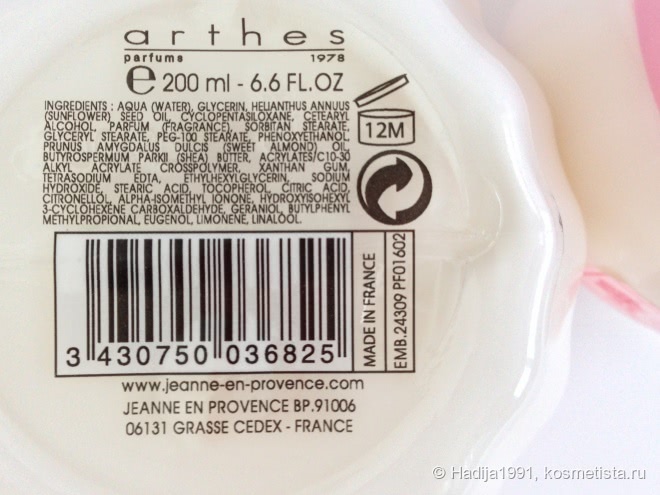 arthes
parfums 1978
e 200 ml - 6.6 FL.OZ
INGREDIENTS : AQUA (WATER), GLYCERIN, HELIANTHUS ANNUUS
(SUNFLOWER) SEED OIL, CYCLOPENTASILOXANE, CETEARYL
ALCOHOL, PARFUM (FRAGRANCE), SORBITAN STEARATE,
GLYCERYL STEARATE, PEG-100 STEARATE, PHENOXYETHANOL,
PRUNUS AMYGDALUS DULCIS (SWEET ALMOND) OIL,
BUTYROSPERMUM PARKII (SHEA) BUTTER, ACRYLATES/C10-30
ALKYL ACRYLATE CROSSPOLYMER, XANTHAN GUM,
TETRASODIUM EDTA, ETHYLHEXYLGLYCERIN, SODIUM
HYDROXIDE, STEARIC ACID, TOCOPHEROL, CITRIC ACID,
CITRONELLOL, ALPHA-ISOMETHYL IONONE, HYDROXYISOHEXYL
3-CYCLOHEXENE CARBOXALDEHYDE, GERANIOL, BUTYLPHENYL
METHYLPROPIONAL, EUGENOL, LIMONENE, LINALOOL.
12M
3 430750 036825
MADE IN FRANCE
EMB.24309 PF01602
www.jeanne-en-provence.com
JEANNE EN PROVENCE BP.91006
06131 GRASSE CEDEX - FRANCE
© Hadija1991, kosmetista.ru